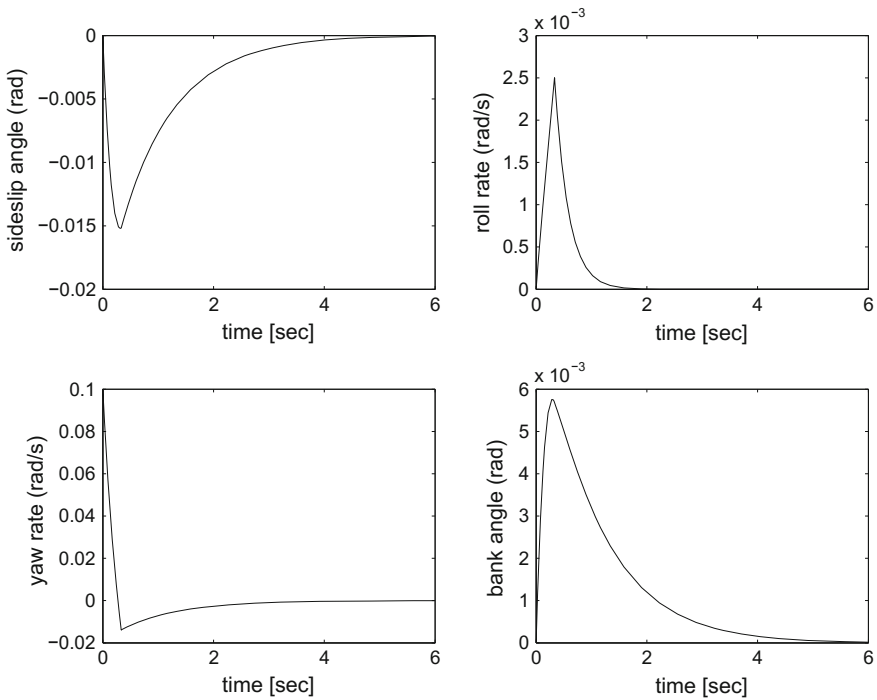 0
−0.005
−0.01
−0.015
−0.02
sideslip angle (rad)
0 2 4 6
time [sec]
x 10⁻³
3
2.5
2
1.5
1
0.5
0
roll rate (rad/s)
0 2 4 6
time [sec]
0.1
0.08
0.06
0.04
0.02
0
−0.02
yaw rate (rad/s)
0 2 4 6
time [sec]
x 10⁻³
6
5
4
3
2
1
0
bank angle (rad)
0 2 4 6
time [sec]